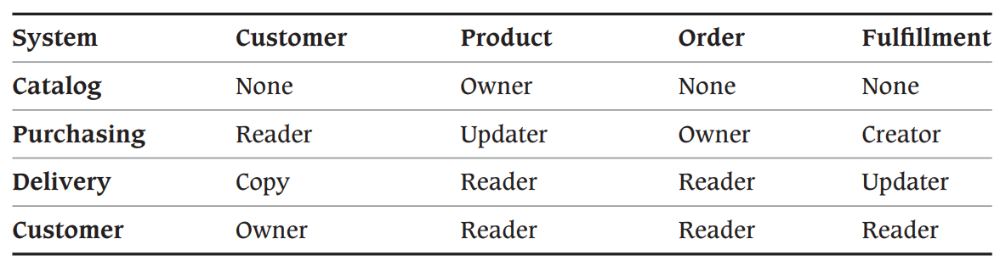 System Customer Product Order Fulfillment
Catalog None Owner None None
Purchasing Reader Updater Owner Creator
Delivery Copy Reader Reader Updater
Customer Owner Reader Reader Reader